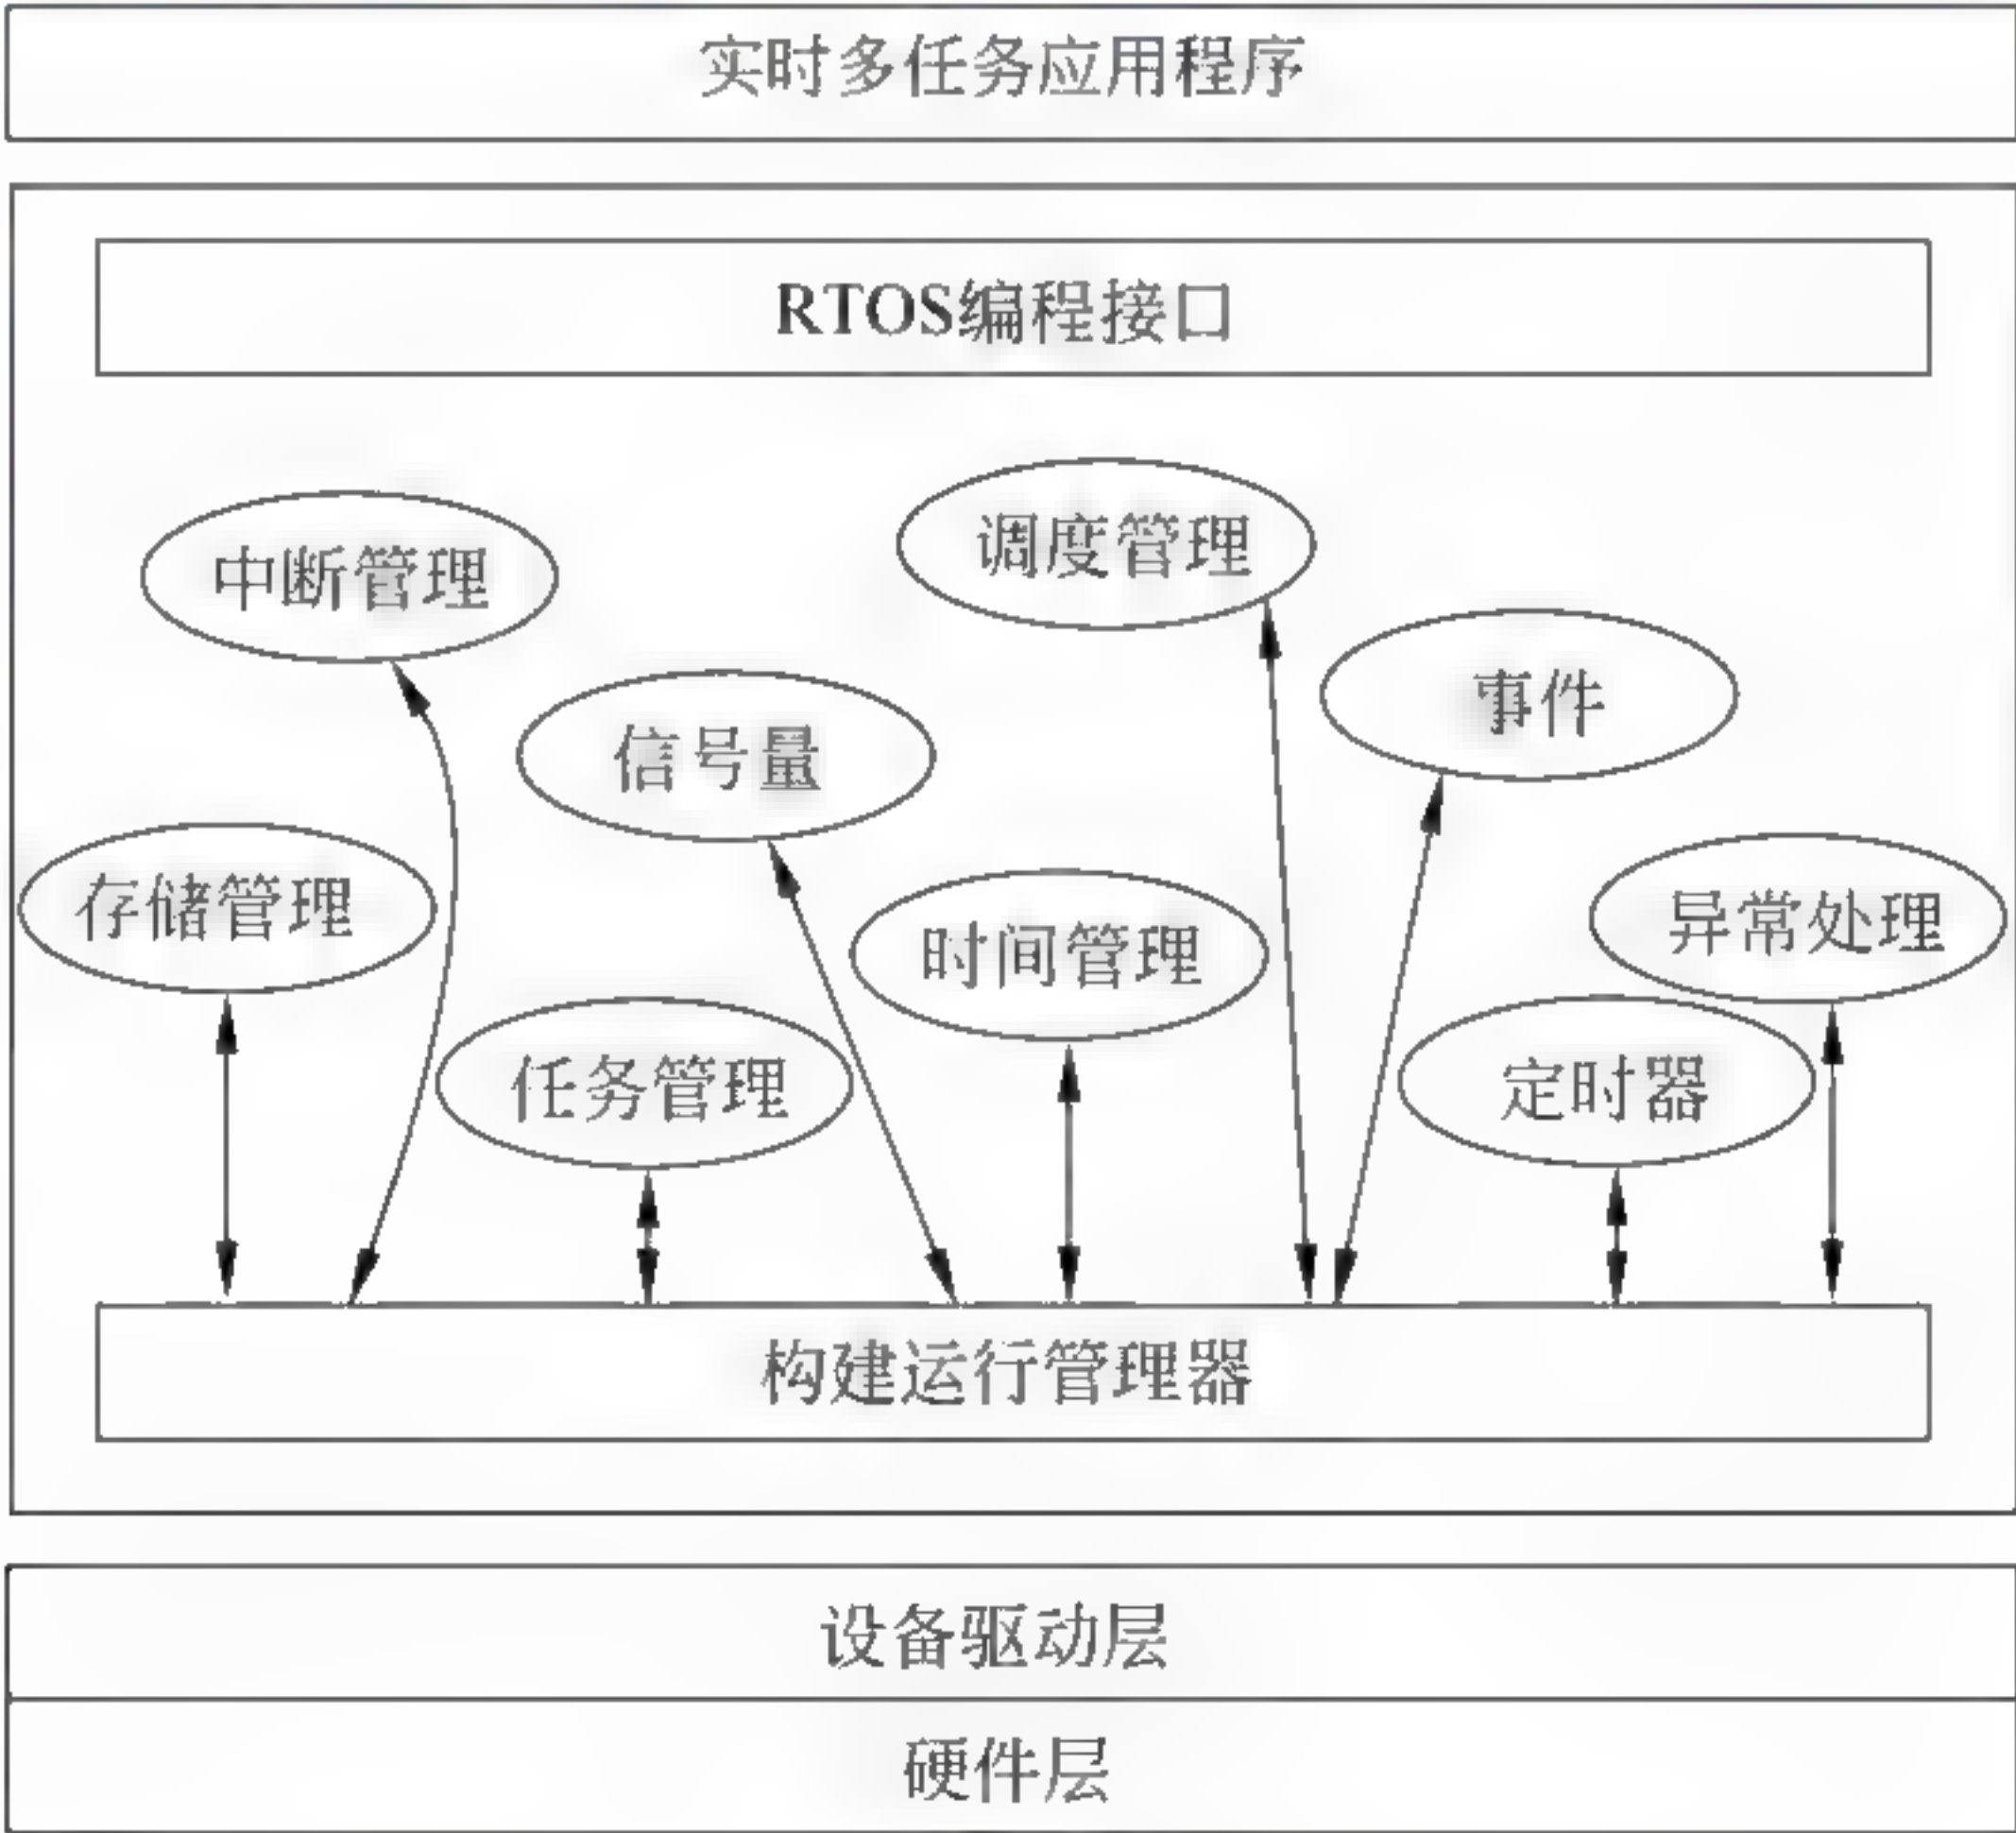 实时多任务应用程序
RTOS编程接口
中断管理
调度管理
事件
信号量
存储管理
时间管理
异常处理
任务管理
定时器
构建运行管理器
设备驱动层
硬件层